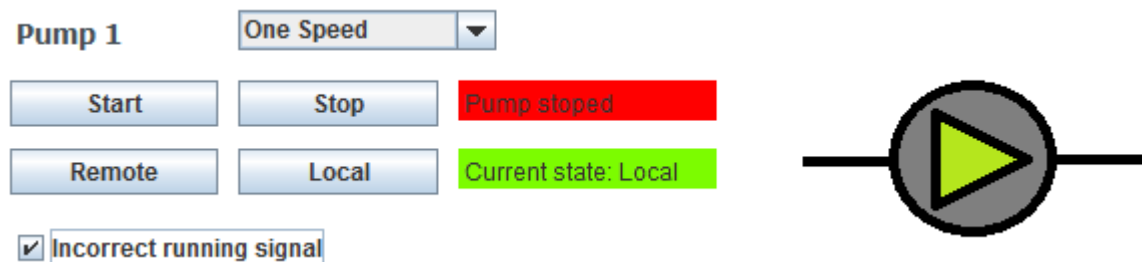 Pump 1 One Speed
Start Stop Pump stoped
Remote Local Current state: Local
Incorrect running signal